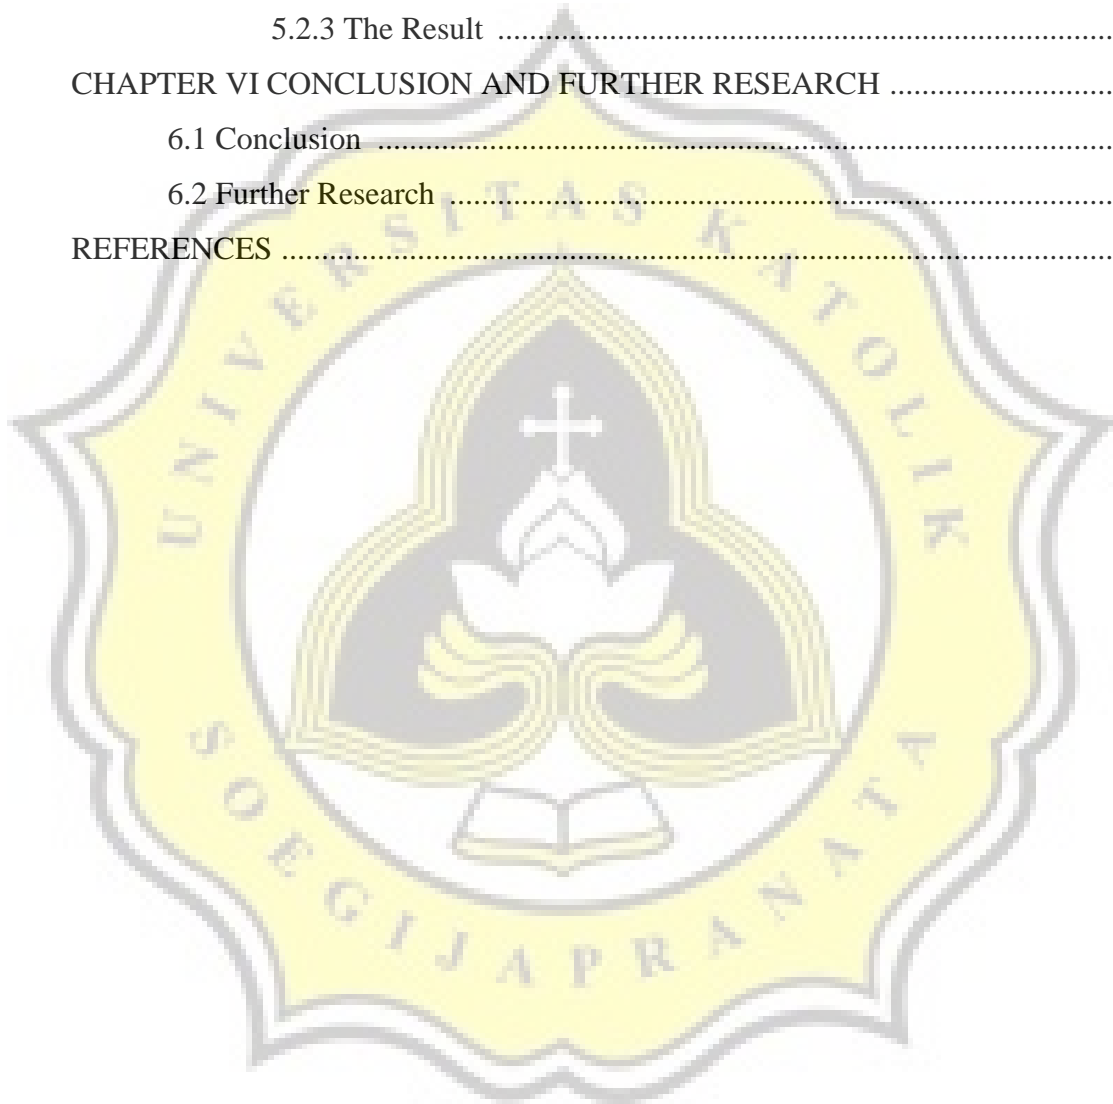 5.2.3 The Result ................................................................................
CHAPTER VI CONCLUSION AND FURTHER RESEARCH .............................
6.1 Conclusion ................................................................................................
6.2 Further Research .......................................................................................
REFERENCES ..........................................................................................................
UNIVERSITAS KATOLIK
SOEGIJAPRANATA